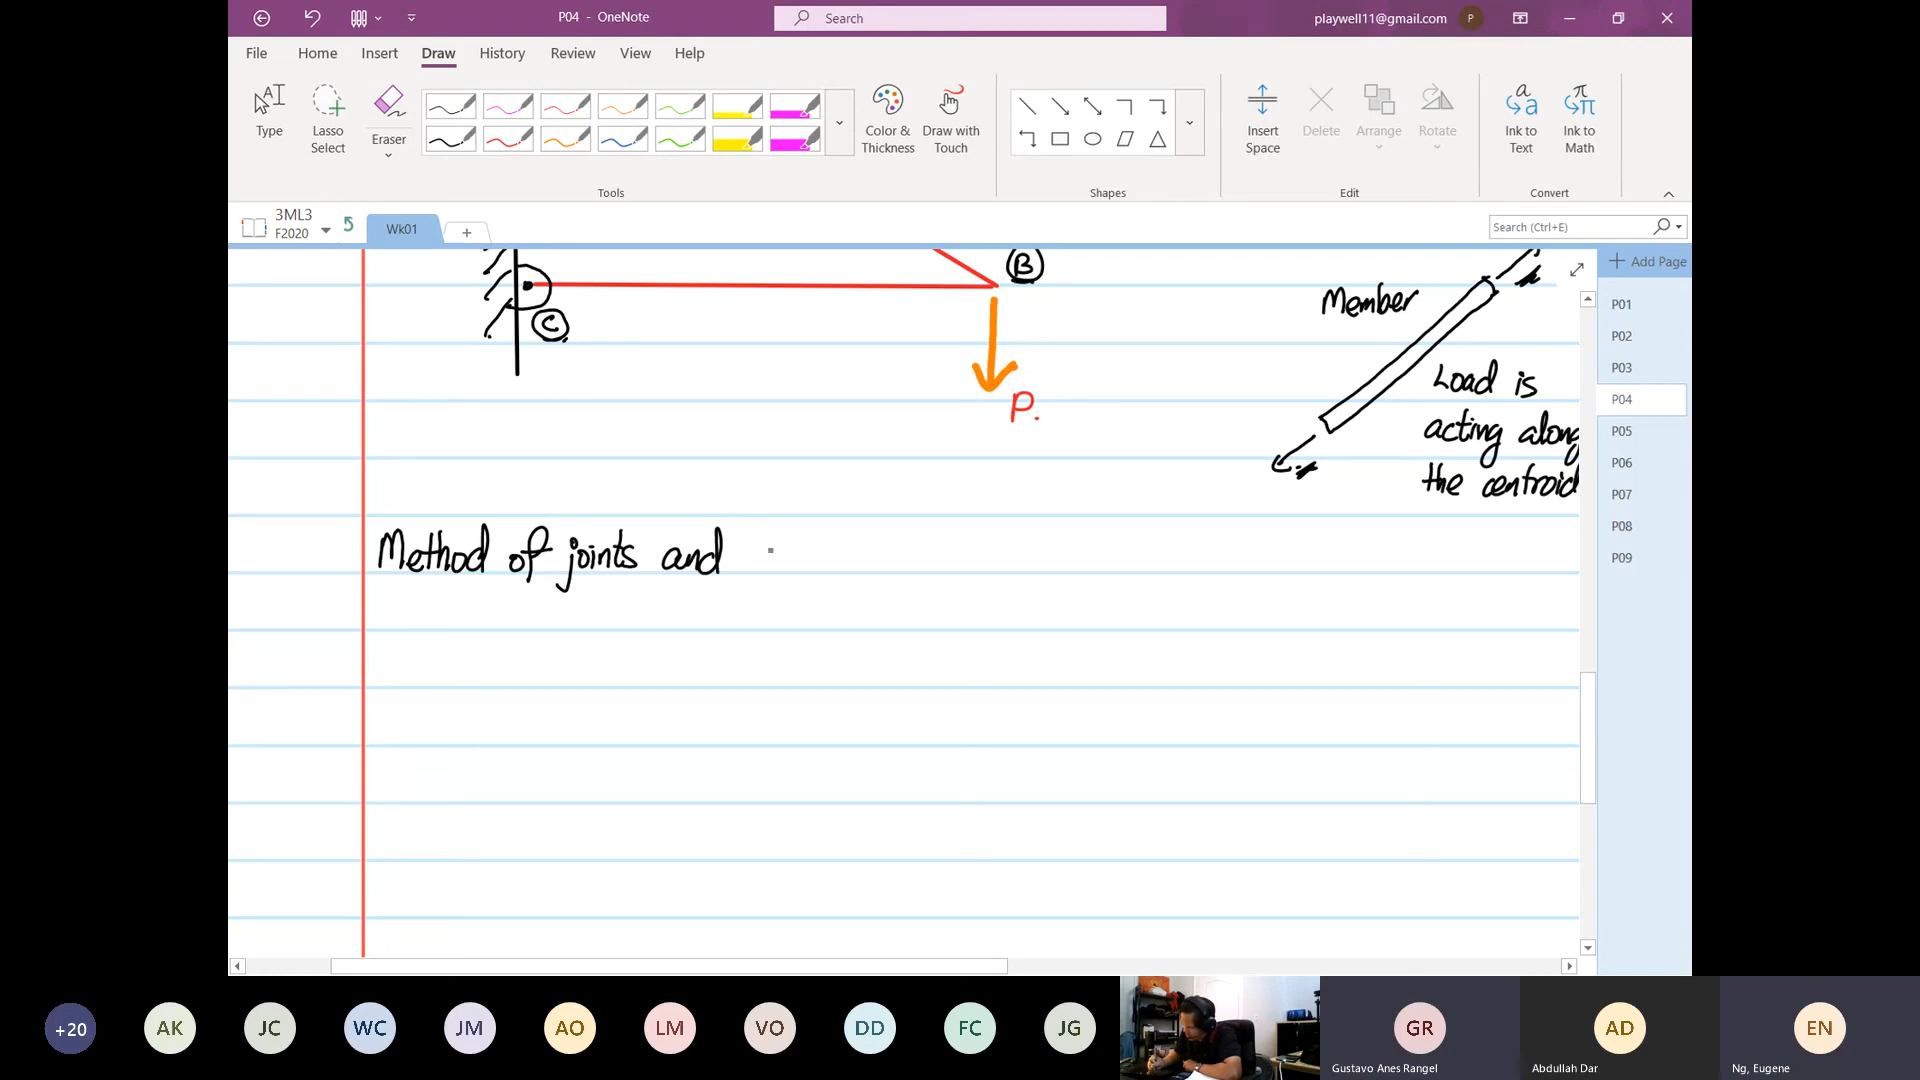 P04 - OneNote
Search
playwell11@gmail.com
P
File Home Insert Draw History Review View Help
Type
Lasso Select
Eraser
Color & Thickness
Draw with Touch
Insert Space
Delete
Arrange
Rotate
Ink to Text
Ink to Math
Tools
Shapes
Edit
Convert
3ML3
F2020
Wk01
Search (Ctrl+E)
Add Page
P01
P02
P03
P04
P05
P06
P07
P08
P09
B
C
P.
Member
Load is
acting along
the centroid
Method of joints and
+20 AK JC WC JM AO LM VO DD FC JG GR AD EN
Gustavo Anes Rangel
Abdullah Dar
Ng, Eugene